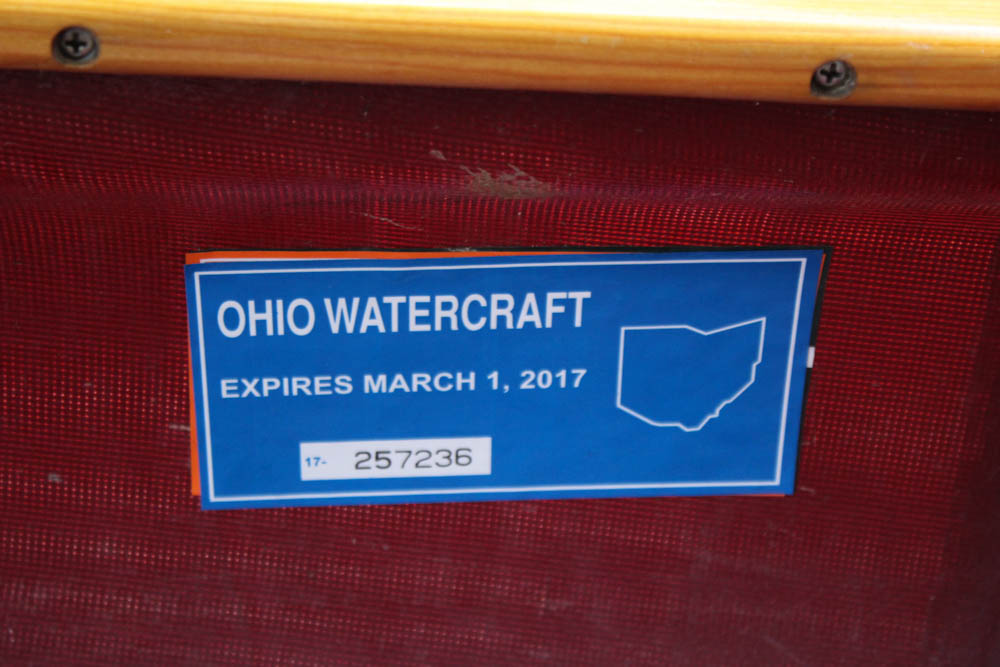 OHIO WATERCRAFT
EXPIRES MARCH 1, 2017
17- 257236